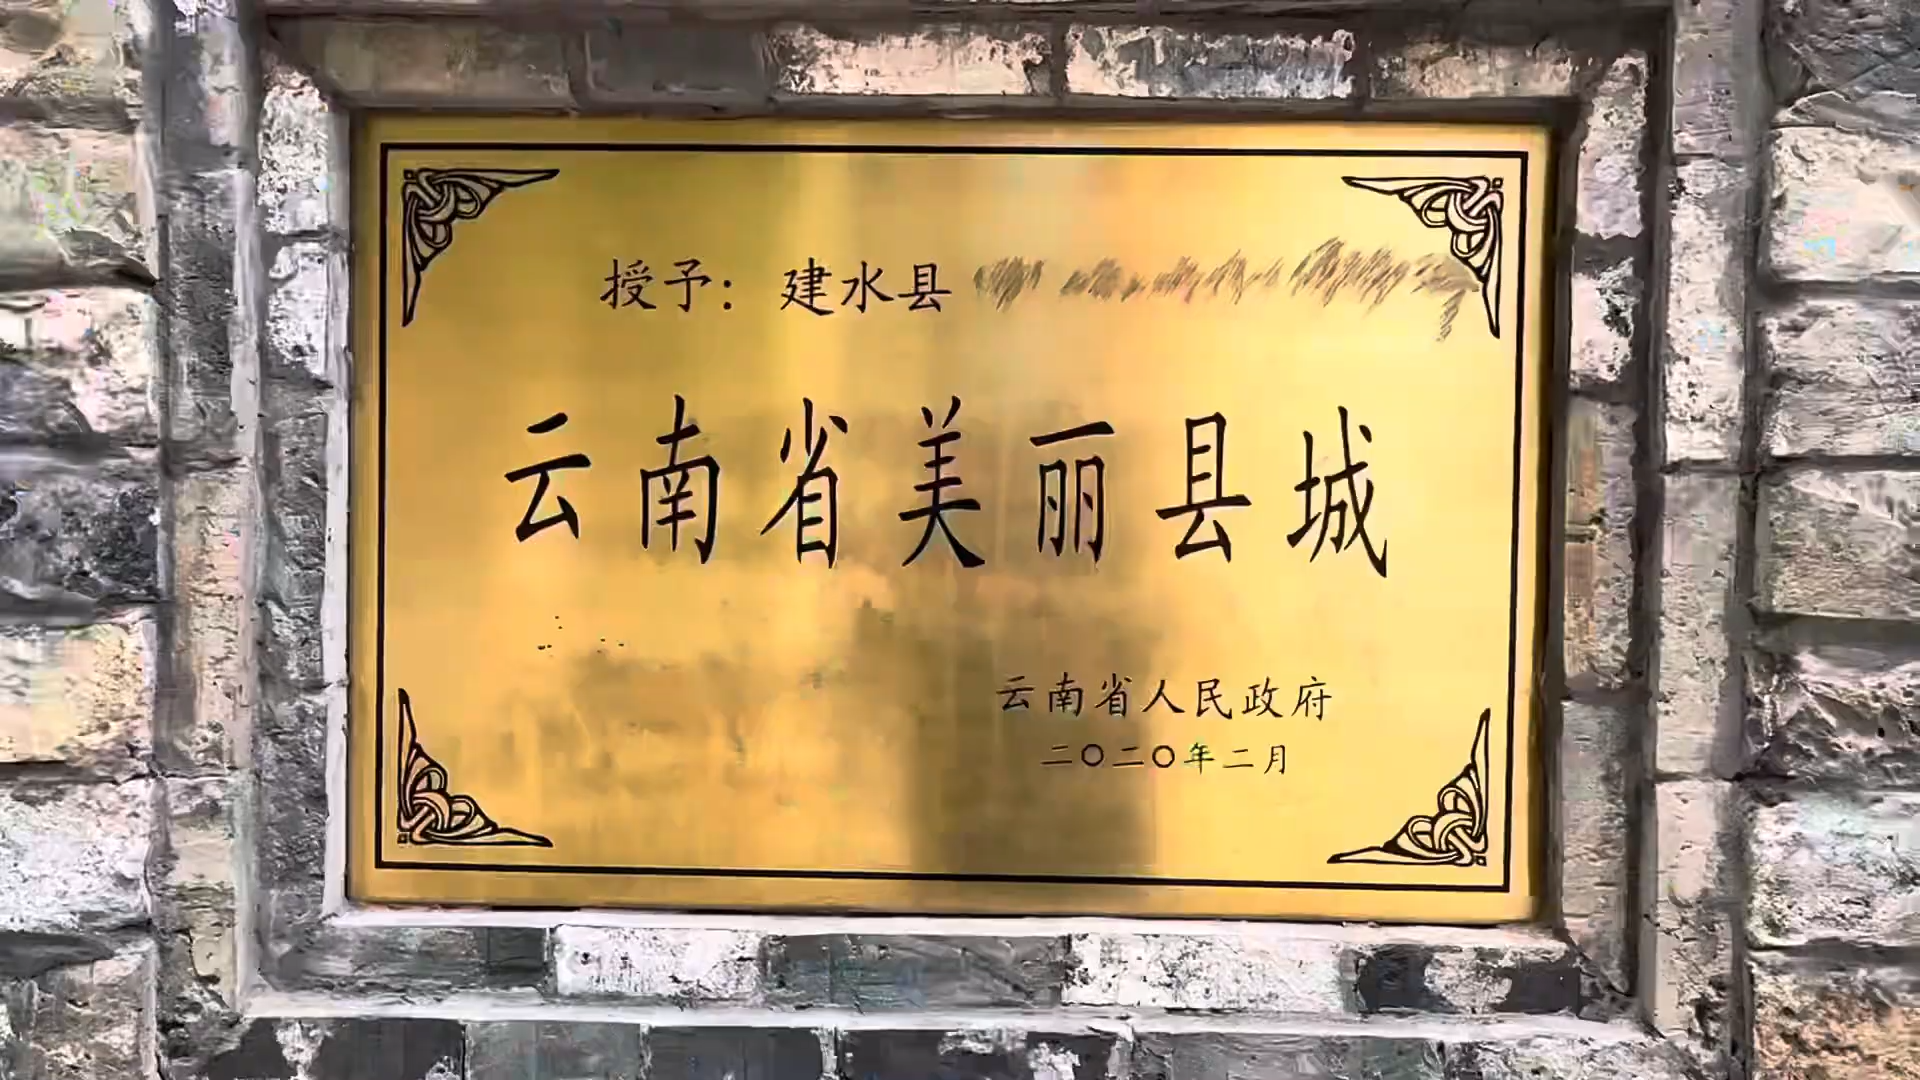 授予：建水县
云南省美丽县城
云南省人民政府
二〇二〇年二月